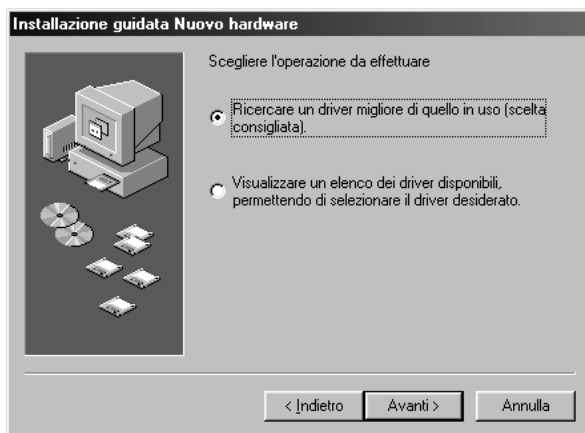 Installazione guidata Nuovo hardware
Scegliere l'operazione da effettuare
Ricercare un driver migliore di quello in uso (scelta
consigliata).
Visualizzare un elenco dei driver disponibili,
permettendo di selezionare il driver desiderato.
< Indietro
Avanti >
Annulla